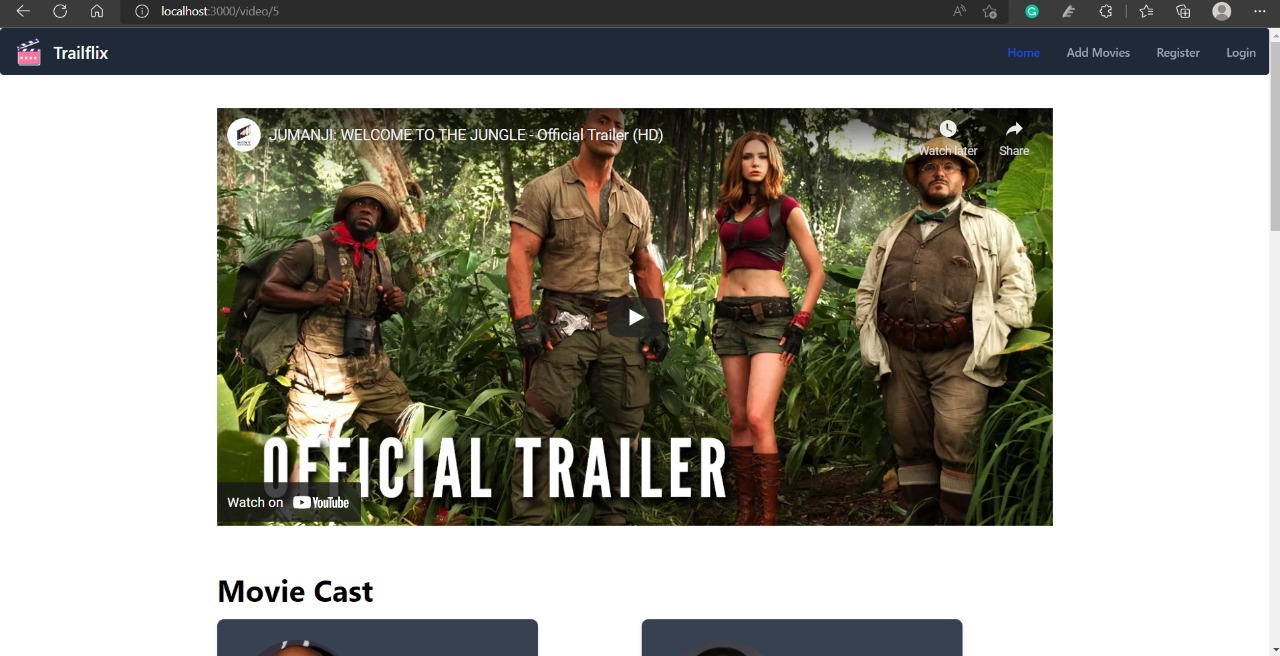 localhost:3000/video/5
Trailflix
Home
Add Movies
Register
Login
JUMANJI: WELCOME TO THE JUNGLE - Official Trailer (HD)
Watch later
Share
OFFICIAL TRAILER
Watch on YouTube
Movie Cast